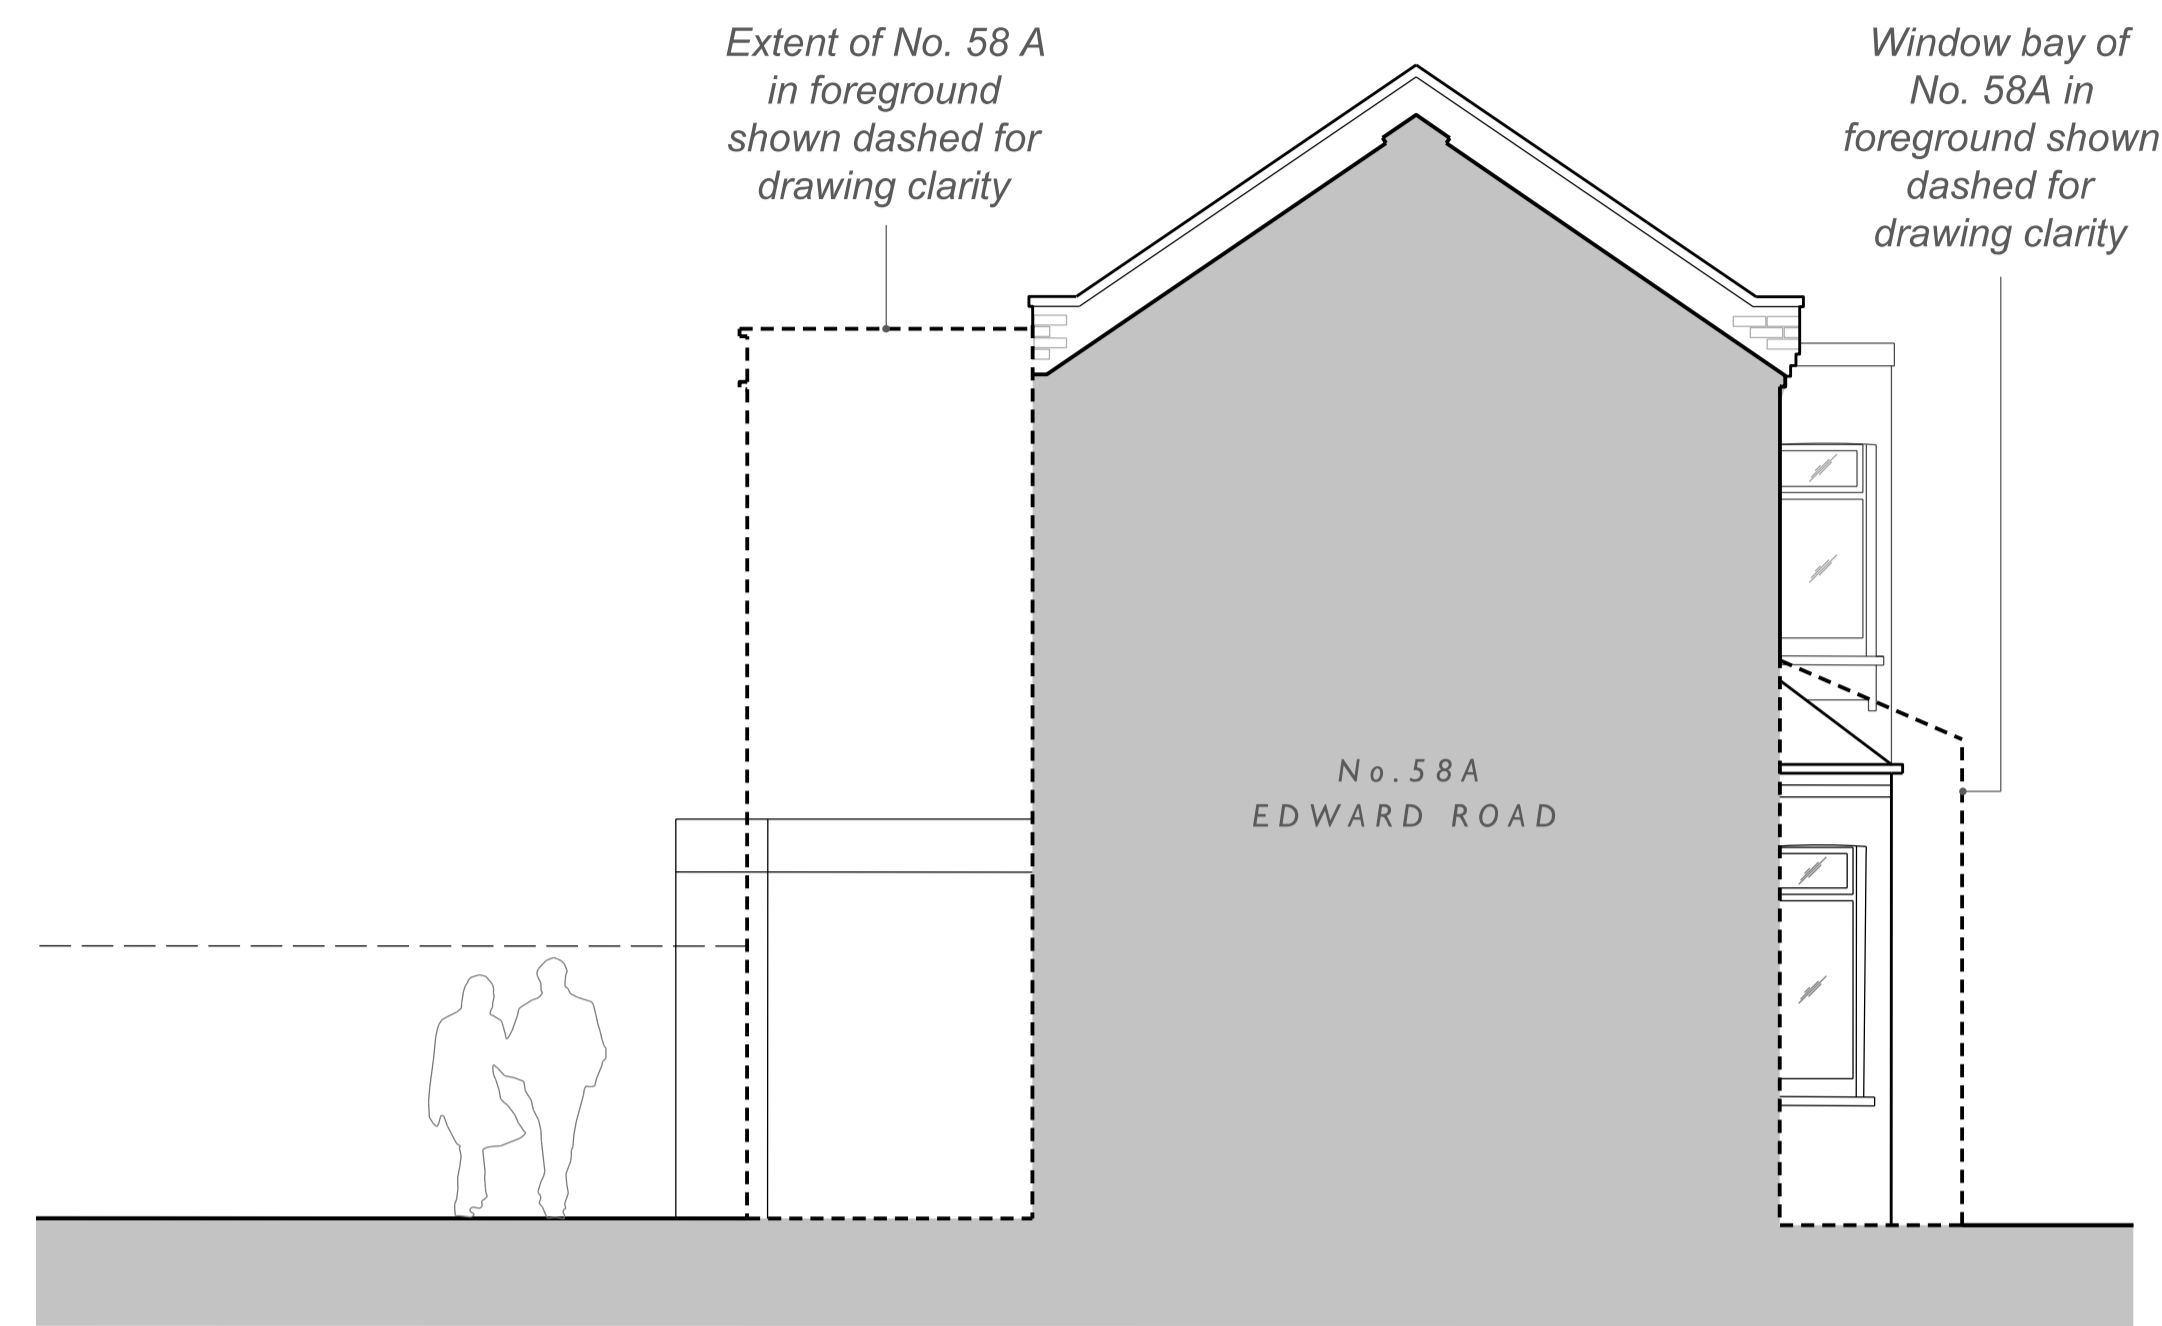 Extent of No. 58 A
in foreground
shown dashed for
drawing clarity
Window bay of
No. 58A in
foreground shown
dashed for
drawing clarity
No.58A
EDWARD ROAD